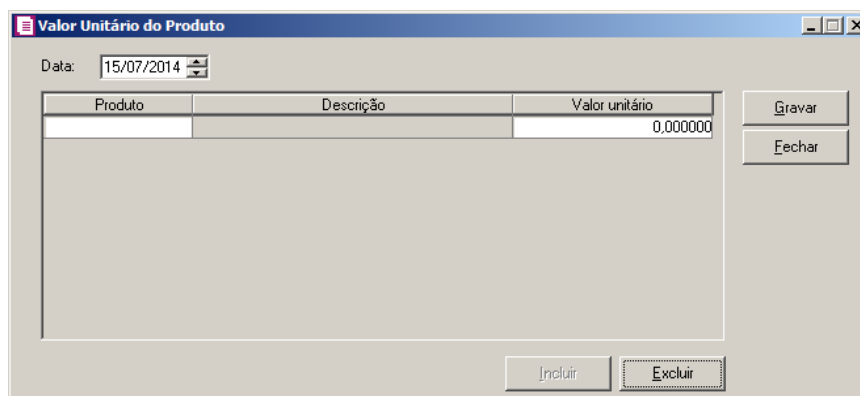 Valor Unitário do Produto
Data: 15/07/2014
Produto Descrição Valor unitário
0,000000
Gravar
Fechar
Incluir Excluir